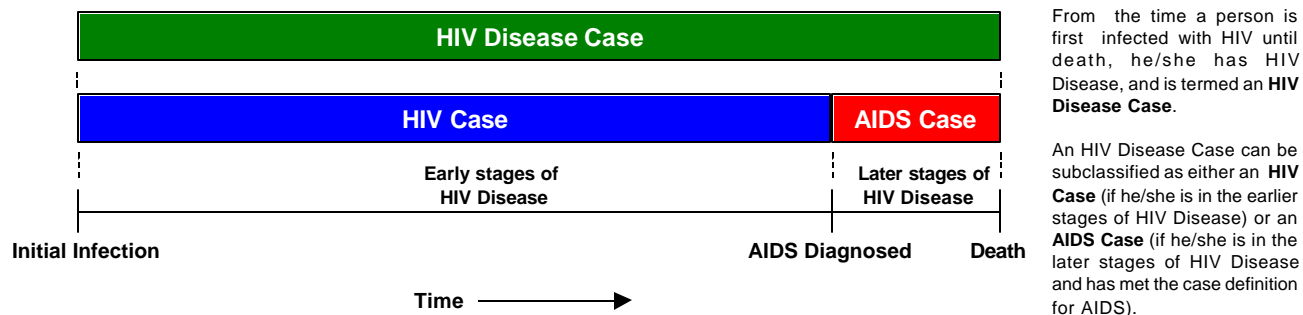 HIV Disease Case
HIV Case
AIDS Case
Early stages of
HIV Disease
Later stages of
HIV Disease
Initial Infection
AIDS Diagnosed
Death
Time
From the time a person is
first infected with HIV until
death, he/she has HIV
Disease, and is termed an HIV
Disease Case.
An HIV Disease Case can be
subclassified as either an HIV
Case (if he/she is in the earlier
stages of HIV Disease) or an
AIDS Case (if he/she is in the
later stages of HIV Disease
and has met the case definition
for AIDS).